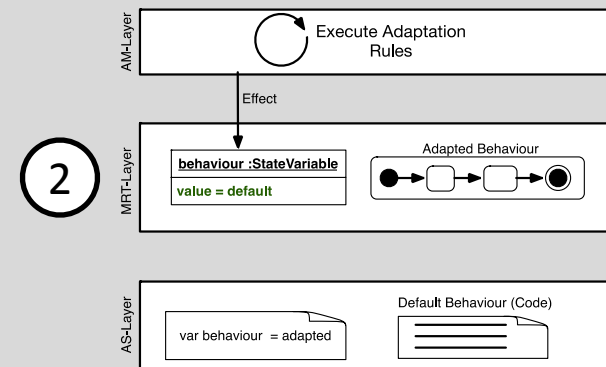 AM-Layer
Execute Adaptation
Rules
Effect
2
MRT-Layer
behaviour :StateVariable
value = default
Adapted Behaviour
AS-Layer
var behaviour = adapted
Default Behaviour (Code)